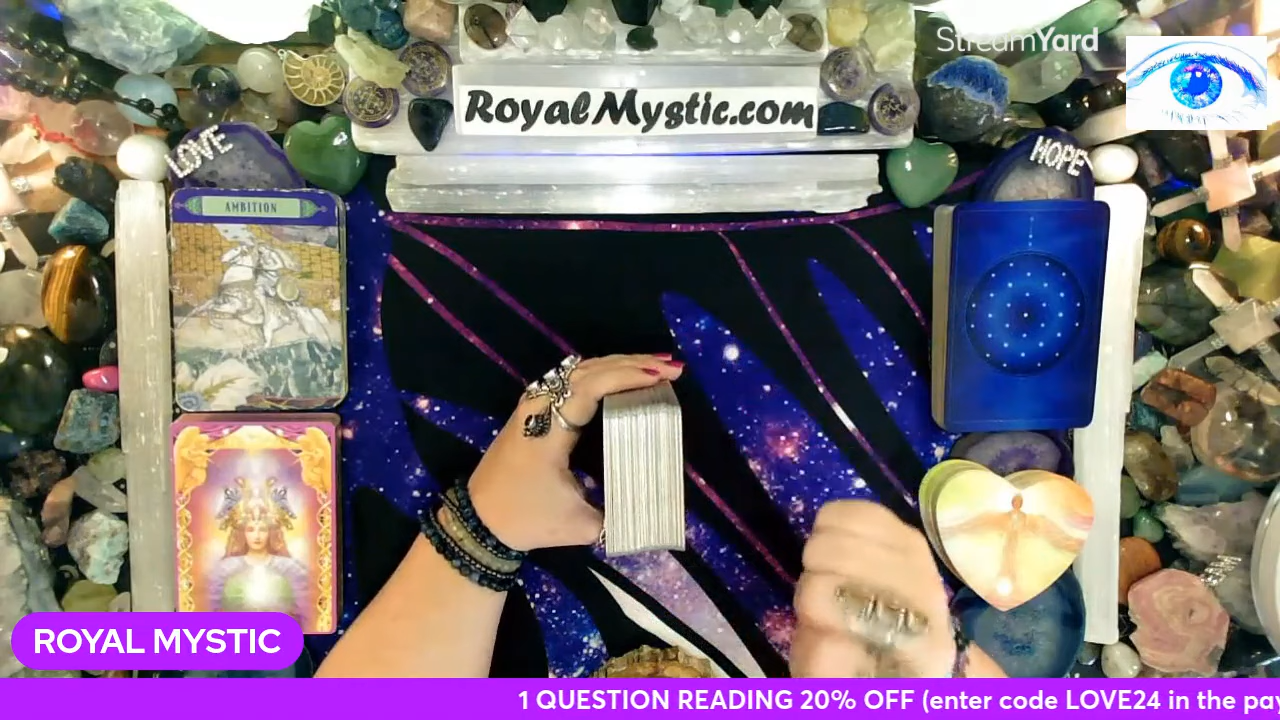 StreamYard
RoyalMystic.com
LOVE
HOPE
AMBITION
ROYAL MYSTIC
1 QUESTION READING 20% OFF (enter code LOVE24 in the pay